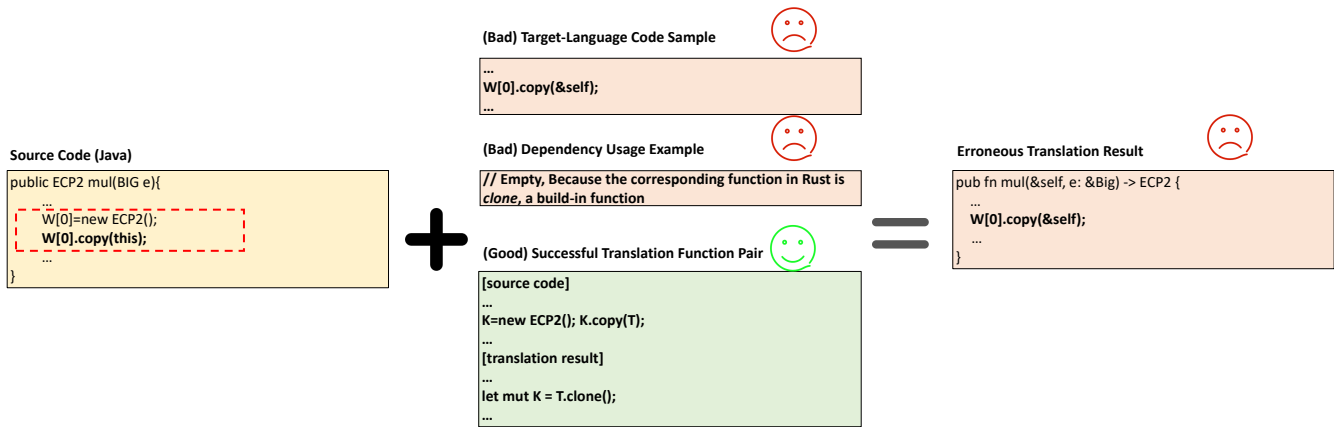 Source Code (Java)
public ECP2 mul(BIG e){
...
W[0]=new ECP2();
W[0].copy(this);
...
}
(Bad) Target-Language Code Sample
...
W[0].copy(&self);
...
(Bad) Dependency Usage Example
// Empty, Because the corresponding function in Rust is
clone, a build-in function
(Good) Successful Translation Function Pair
[source code]
...
K=new ECP2(); K.copy(T);
...
[translation result]
...
let mut K = T.clone();
...
Erroneous Translation Result
pub fn mul(&self, e: &Big) -> ECP2 {
...
W[0].copy(&self);
...
}